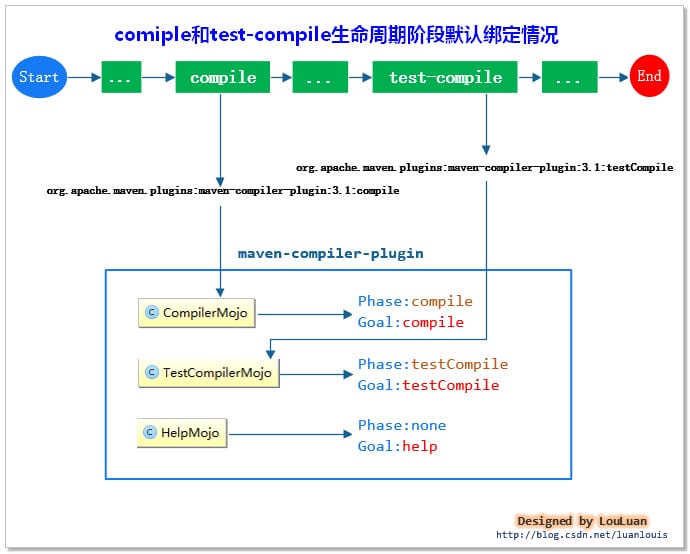 comiple和test-compile生命周期阶段默认绑定情况
Start ... compile ... test-compile ... End
org.apache.maven.plugins:maven-compiler-plugin:3.1:testCompile
org.apache.maven.plugins:maven-compiler-plugin:3.1:compile
maven-compiler-plugin
C CompilerMojo
Phase:compile
Goal:compile
C TestCompilerMojo
Phase:testCompile
Goal:testCompile
C HelpMojo
Phase:none
Goal:help
Designed by LouLuan
http://blog.csdn.net/luanlouis